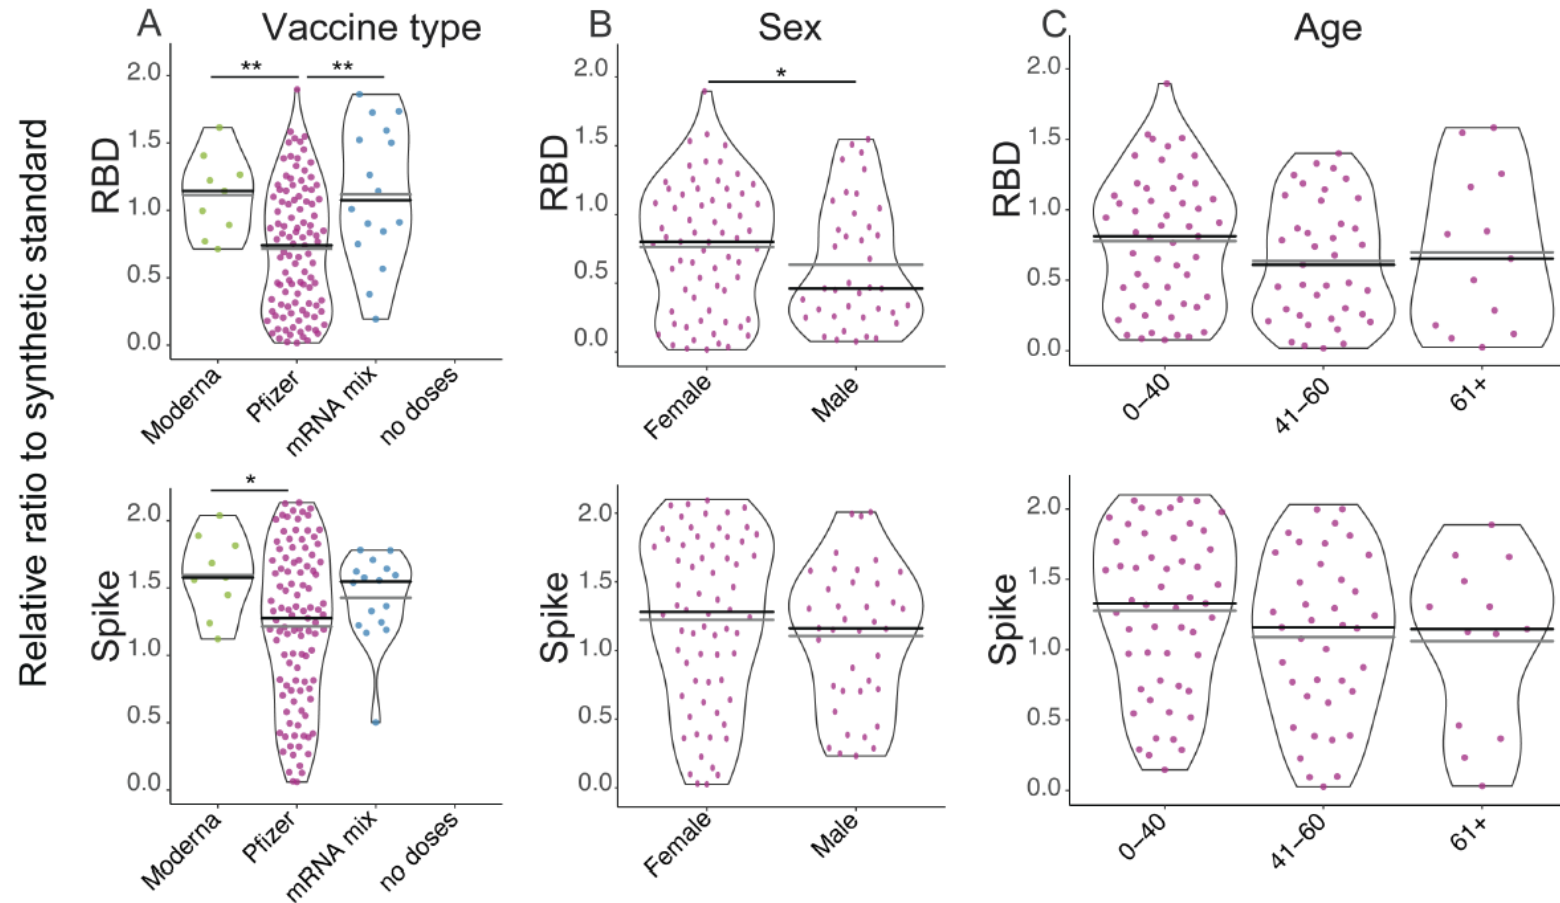 A Vaccine type
B Sex
C Age
Relative ratio to synthetic standard
RBD
2.0
1.5
1.0
0.5
0.0
** **
Moderna
Pfizer
mRNA mix
no doses
RBD
2.0
1.5
1.0
0.5
0.0
*
Female
Male
RBD
2.0
1.5
1.0
0.5
0.0
0–40
41–60
61+
Spike
2.0
1.5
1.0
0.5
0.0
*
Moderna
Pfizer
mRNA mix
no doses
Spike
2.0
1.5
1.0
0.5
0.0
Female
Male
Spike
2.0
1.5
1.0
0.5
0.0
0–40
41–60
61+